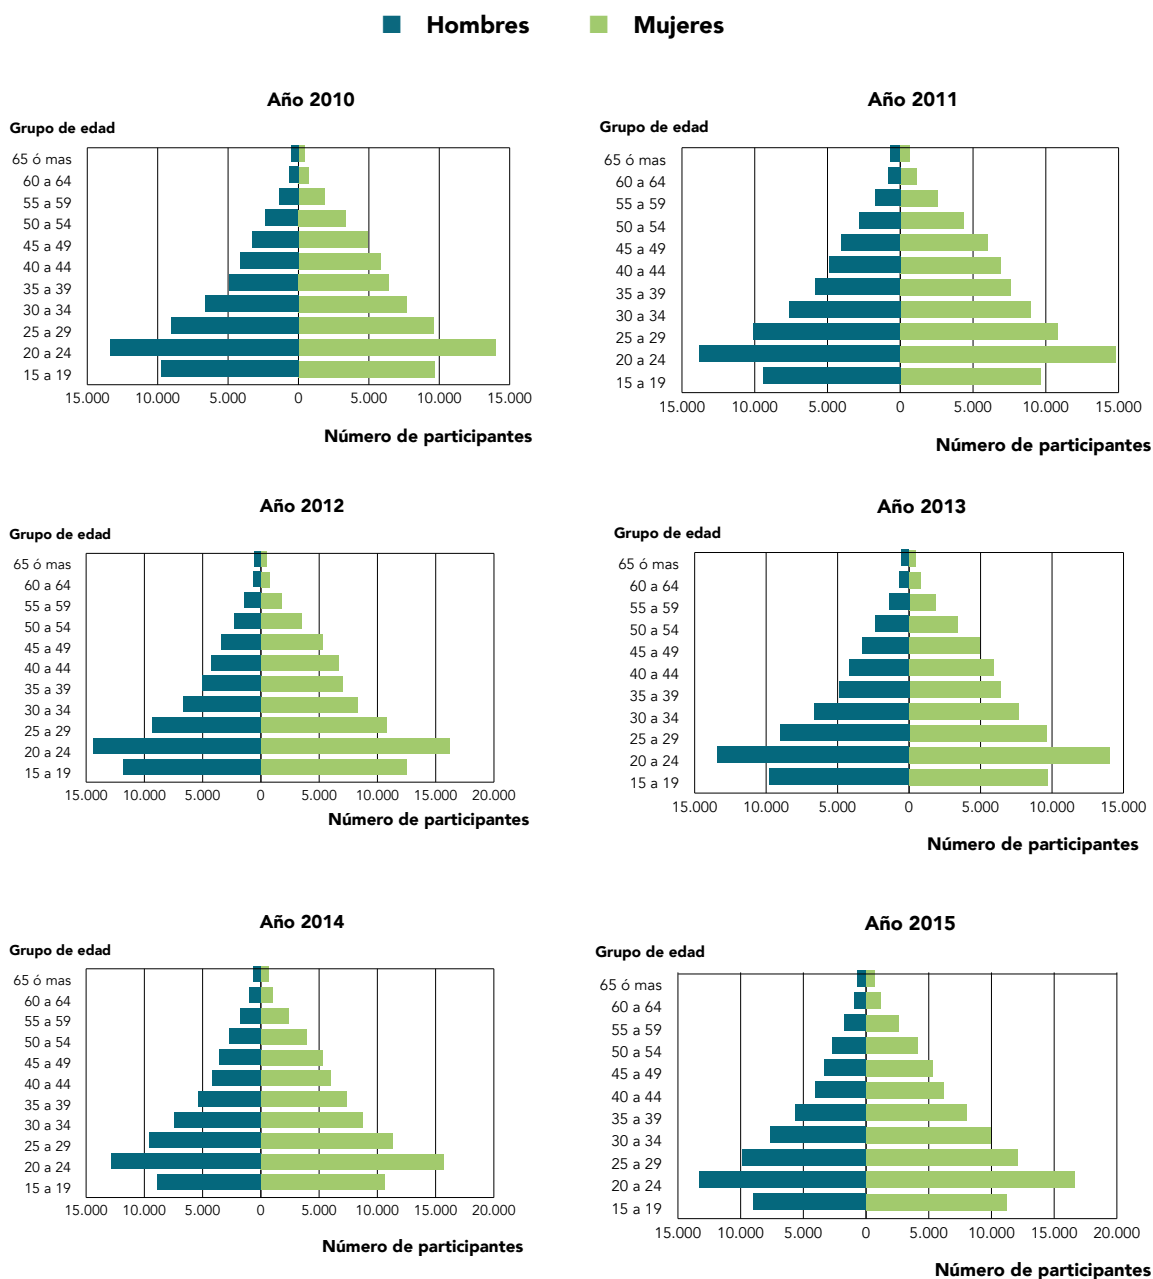 Hombres Mujeres
Año 2010
Grupo de edad
65 ó mas
60 a 64
55 a 59
50 a 54
45 a 49
40 a 44
35 a 39
30 a 34
25 a 29
20 a 24
15 a 19
15.000 10.000 5.000 0 5.000 10.000 15.000
Número de participantes
Año 2011
Grupo de edad
65 ó mas
60 a 64
55 a 59
50 a 54
45 a 49
40 a 44
35 a 39
30 a 34
25 a 29
20 a 24
15 a 19
15.000 10.000 5.000 0 5.000 10.000 15.000
Número de participantes
Año 2012
Grupo de edad
65 ó mas
60 a 64
55 a 59
50 a 54
45 a 49
40 a 44
35 a 39
30 a 34
25 a 29
20 a 24
15 a 19
15.000 10.000 5.000 0 5.000 10.000 15.000 20.000
Número de participantes
Año 2013
Grupo de edad
65 ó mas
60 a 64
55 a 59
50 a 54
45 a 49
40 a 44
35 a 39
30 a 34
25 a 29
20 a 24
15 a 19
15.000 10.000 5.000 0 5.000 10.000 15.000
Número de participantes
Año 2014
Grupo de edad
65 ó mas
60 a 64
55 a 59
50 a 54
45 a 49
40 a 44
35 a 39
30 a 34
25 a 29
20 a 24
15 a 19
15.000 10.000 5.000 0 5.000 10.000 15.000 20.000
Número de participantes
Año 2015
Grupo de edad
65 ó mas
60 a 64
55 a 59
50 a 54
45 a 49
40 a 44
35 a 39
30 a 34
25 a 29
20 a 24
15 a 19
15.000 10.000 5.000 0 5.000 10.000 15.000 20.000
Número de participantes